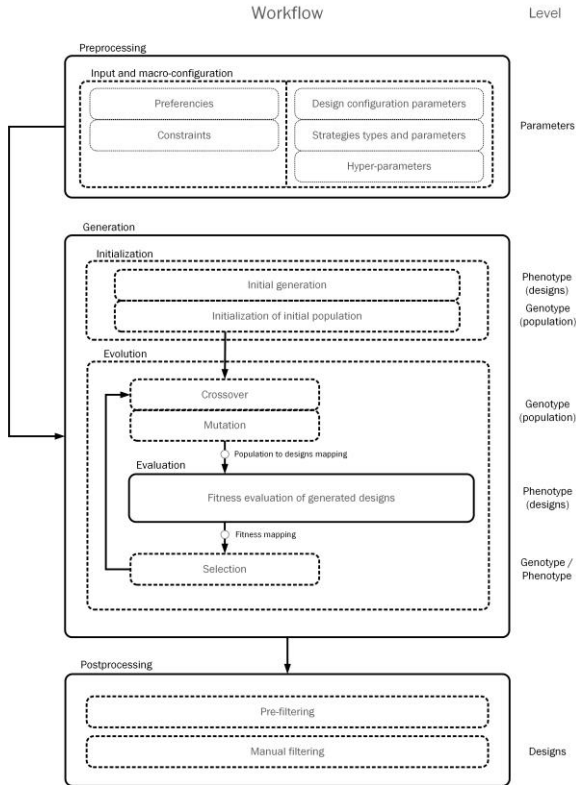 Workflow
Level
Preprocessing
Input and macro-configuration
Preferencies
Constraints
Design configuration parameters
Strategies types and parameters
Hyper-parameters
Parameters
Generation
Initialization
Initial generation
Initialization of initial population
Phenotype
(designs)
Genotype
(population)
Evolution
Crossover
Mutation
Genotype
(population)
Population to designs mapping
Evaluation
Fitness evaluation of generated designs
Phenotype
(designs)
Fitness mapping
Selection
Genotype /
Phenotype
Postprocessing
Pre-filtering
Manual filtering
Designs